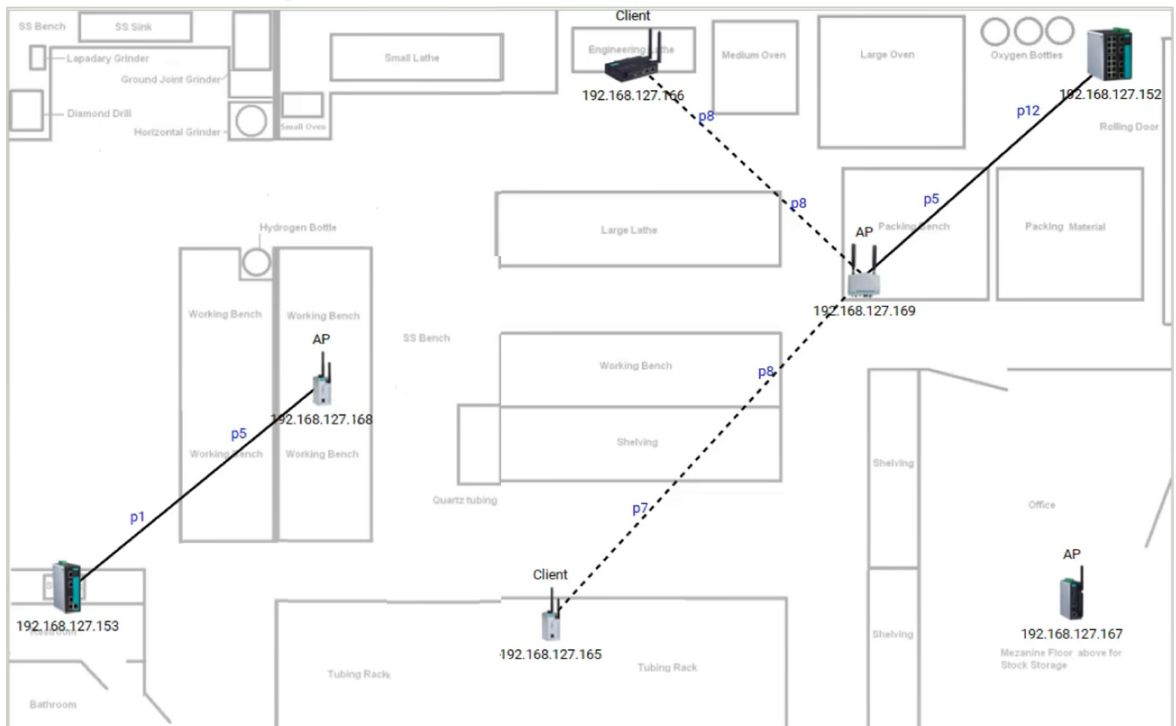 SS Bench
SS Sink
Client
Engineering Lathe
Medium Oven
Large Oven
Oxygen Bottles
Lapadary Grinder
Ground Joint Grinder
Small Lathe
192.168.127.166
192.168.127.152
Diamond Drill
Horizontal Grinder
Small Oven
p8
p12
Rolling Door
p8
p5
Hydrogen Bottle
Large Lathe
AP
Packing Bench
Packing Material
192.168.127.169
Working Bench
Working Bench
AP
SS Bench
Working Bench
p8
192.168.127.168
p5
Working Bench
Working Bench
Shelving
Shelving
Quartz tubing
p7
Office
p1
AP
Client
192.168.127.153
Restroom
192.168.127.165
192.168.127.167
Shelving
Mezanine Floor above for
Stock Storage
Tubing Rack
Tubing Rack
Bathroom